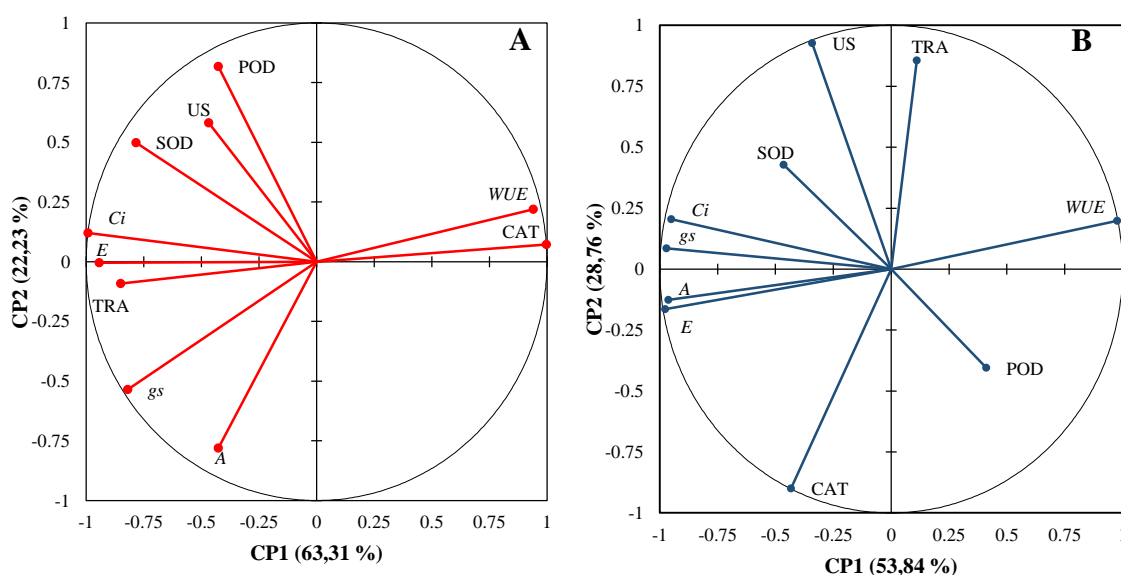 A
1
0.75
0.5
0.25
0
-0.25
-0.5
-0.75
-1
CP2 (22,23 %)
POD
US
SOD
Ci
E
TRA
gs
A
WUE
CAT
-1 -0.75 -0.5 -0.25 0 0.25 0.5 0.75 1
CP1 (63,31 %)
B
1
0.75
0.5
0.25
0
-0.25
-0.5
-0.75
-1
CP2 (28,76 %)
US
TRA
SOD
Ci
gs
A
E
WUE
POD
CAT
-1 -0.75 -0.5 -0.25 0 0.25 0.5 0.75
CP1 (53,84 %)